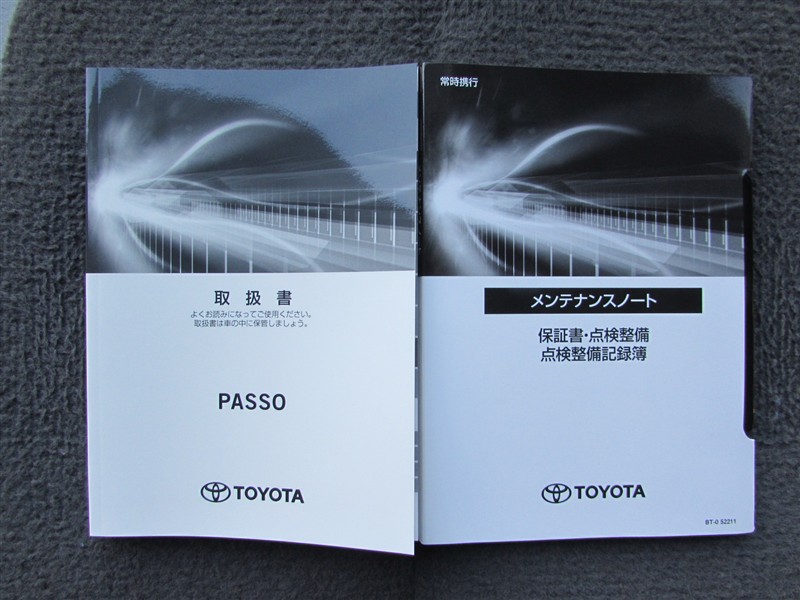 取扱書
よくお読みになってご使用ください。
取扱書は車の中に保管しましょう。
PASSO
TOYOTA
常時携行
メンテナンスノート
保証書・点検整備
点検整備記録簿
TOYOTA
BT-0 52211